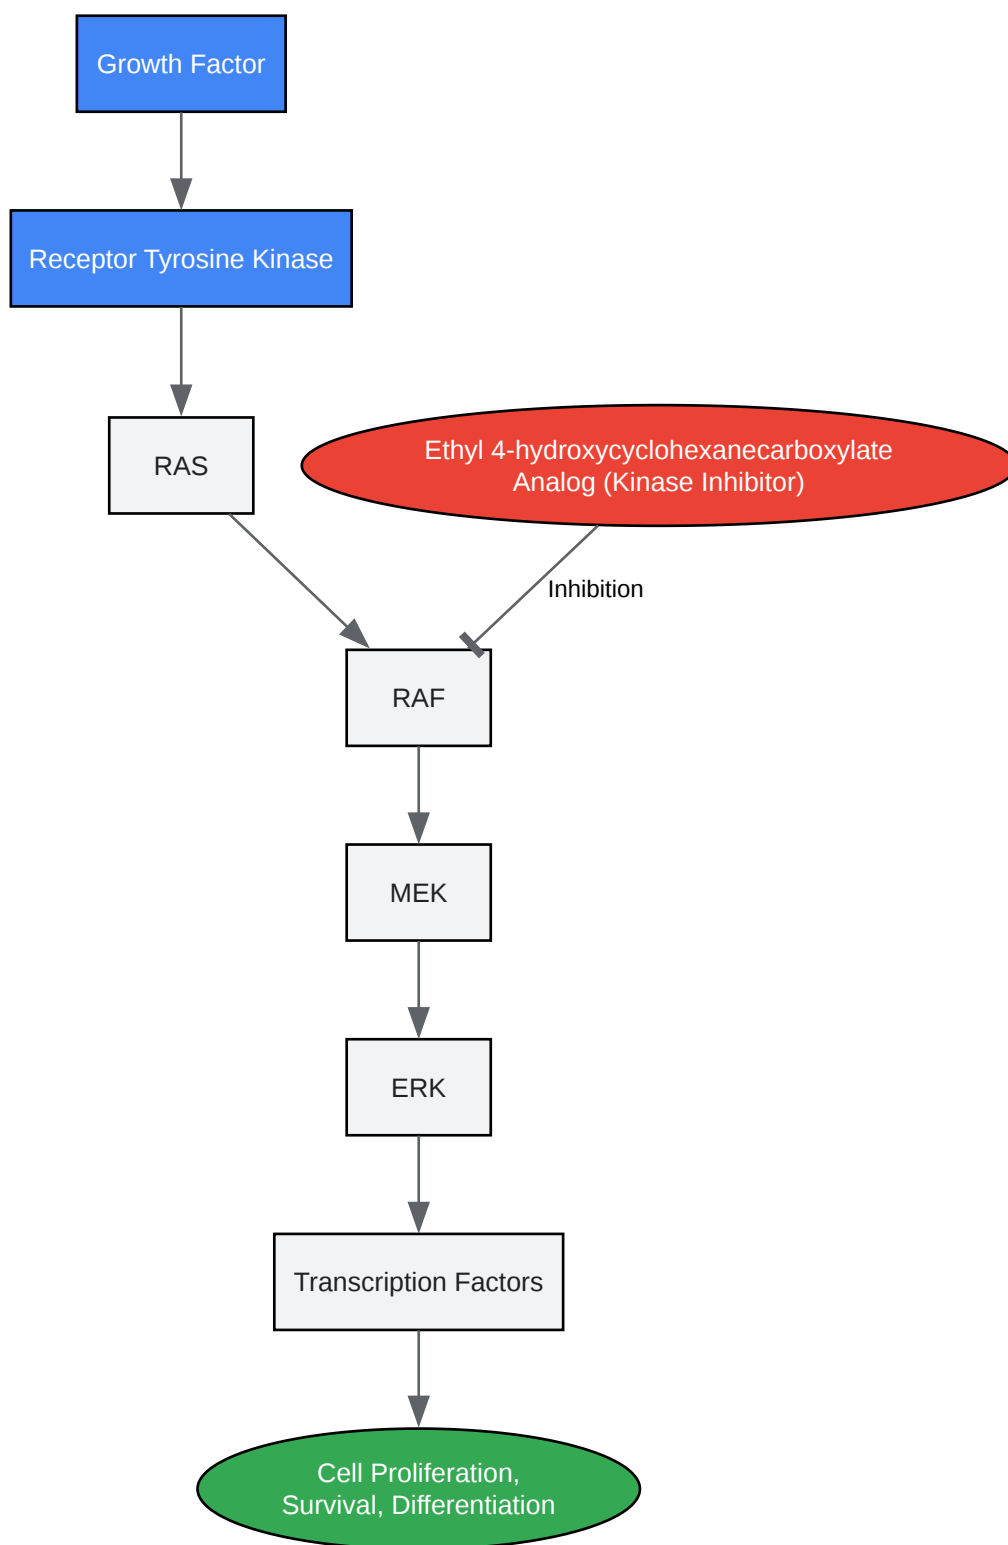 Growth Factor
Receptor Tyrosine Kinase
RAS
Ethyl 4-hydroxycyclohexanecarboxylate
Analog (Kinase Inhibitor)
Inhibition
RAF
MEK
ERK
Transcription Factors
Cell Proliferation,
Survival, Differentiation